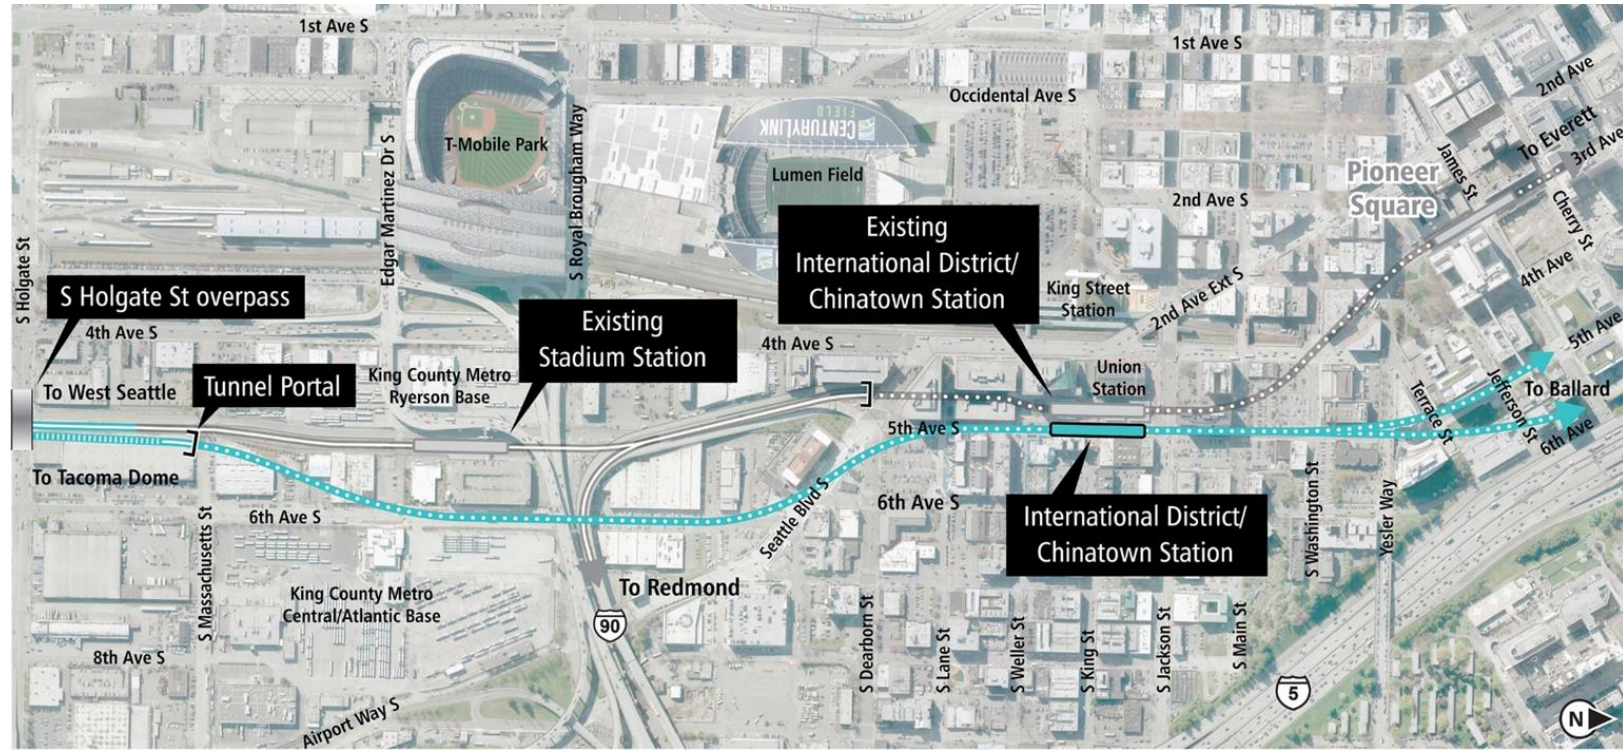 1st Ave S
1st Ave S
2nd Ave
Occidental Ave S
To Everett
3rd Ave
CENTURYLINK
FIELD
Edgar Martinez Dr S
T-Mobile Park
S Royal Brougham Way
Lumen Field
James St
Pioneer
Square
2nd Ave S
Cherry St
4th Ave S
S Holgate St
S Holgate St overpass
Existing
International District/
Chinatown Station
King Street
Station
2nd Ave Ext S
4th Ave S
Existing
Stadium Station
4th Ave S
5th Ave
To West Seattle
Tunnel Portal
King County Metro
Ryerson Base
Union
Station
Terrace St
Jefferson St
To Ballard
5th Ave S
6th Ave
To Tacoma Dome
6th Ave S
S Massachusetts St
Seattle Blvd S
6th Ave S
International District/
Chinatown Station
S Washington St
Yesler Way
King County Metro
Central/Atlantic Base
To Redmond
90
8th Ave S
S Dearborn St
S Lane St
S Weller St
S King St
S Jackson St
S Main St
5
Airport Way S
N